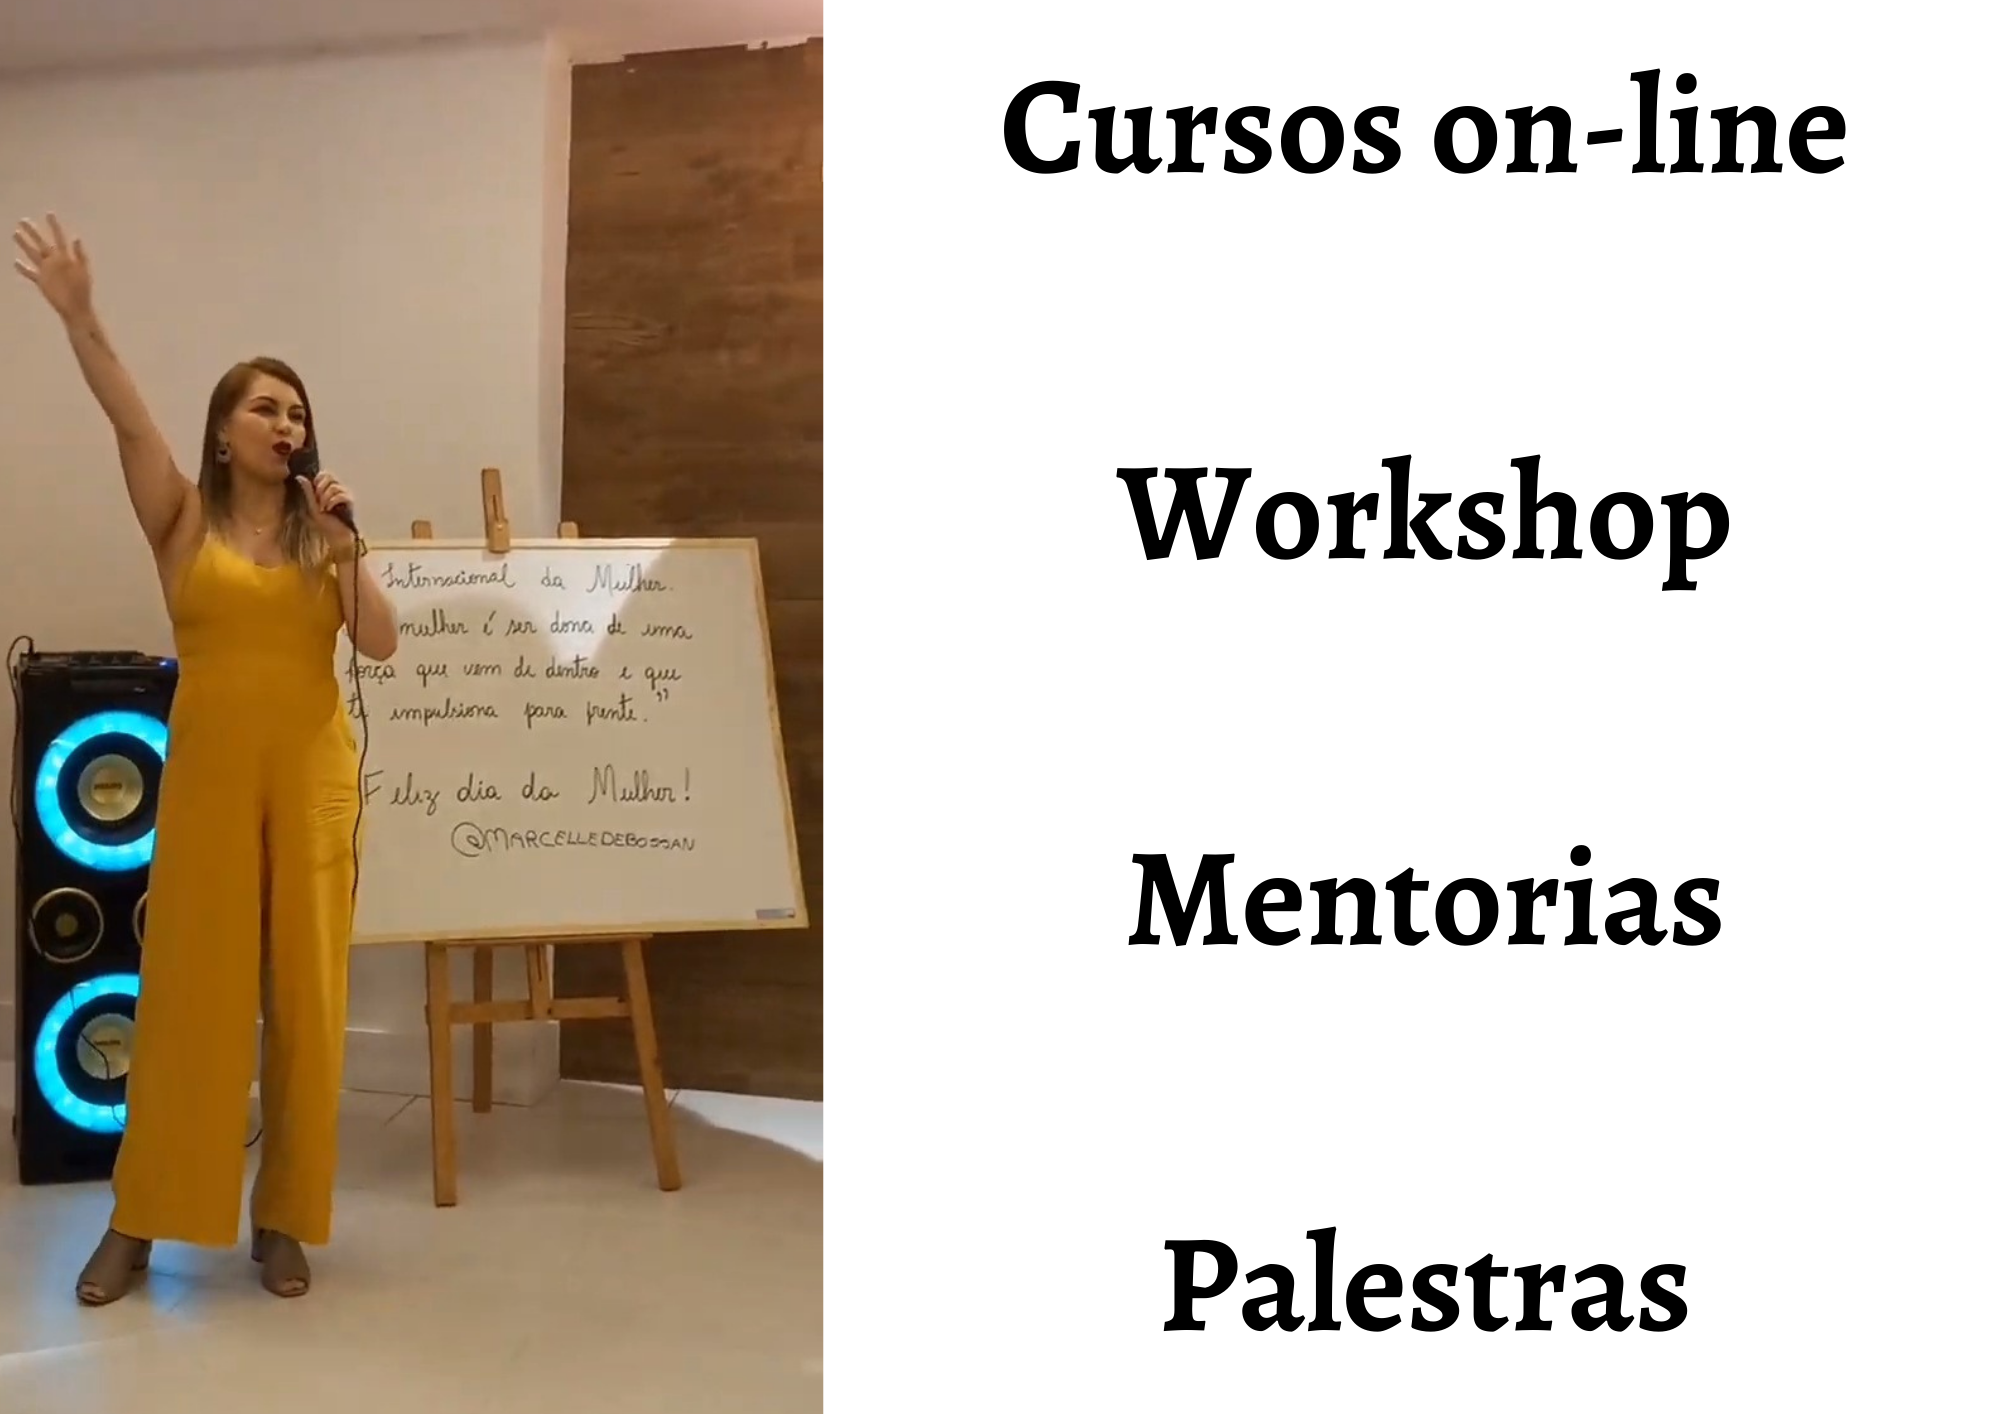 Internacional da Mulher.
mulher é ser dona de uma
força que vem de dentro e que
te impulsiona para frente."
Feliz dia da Mulher!
@MARCELLEDEBOSSAN
Cursos on-line
Workshop
Mentorias
Palestras